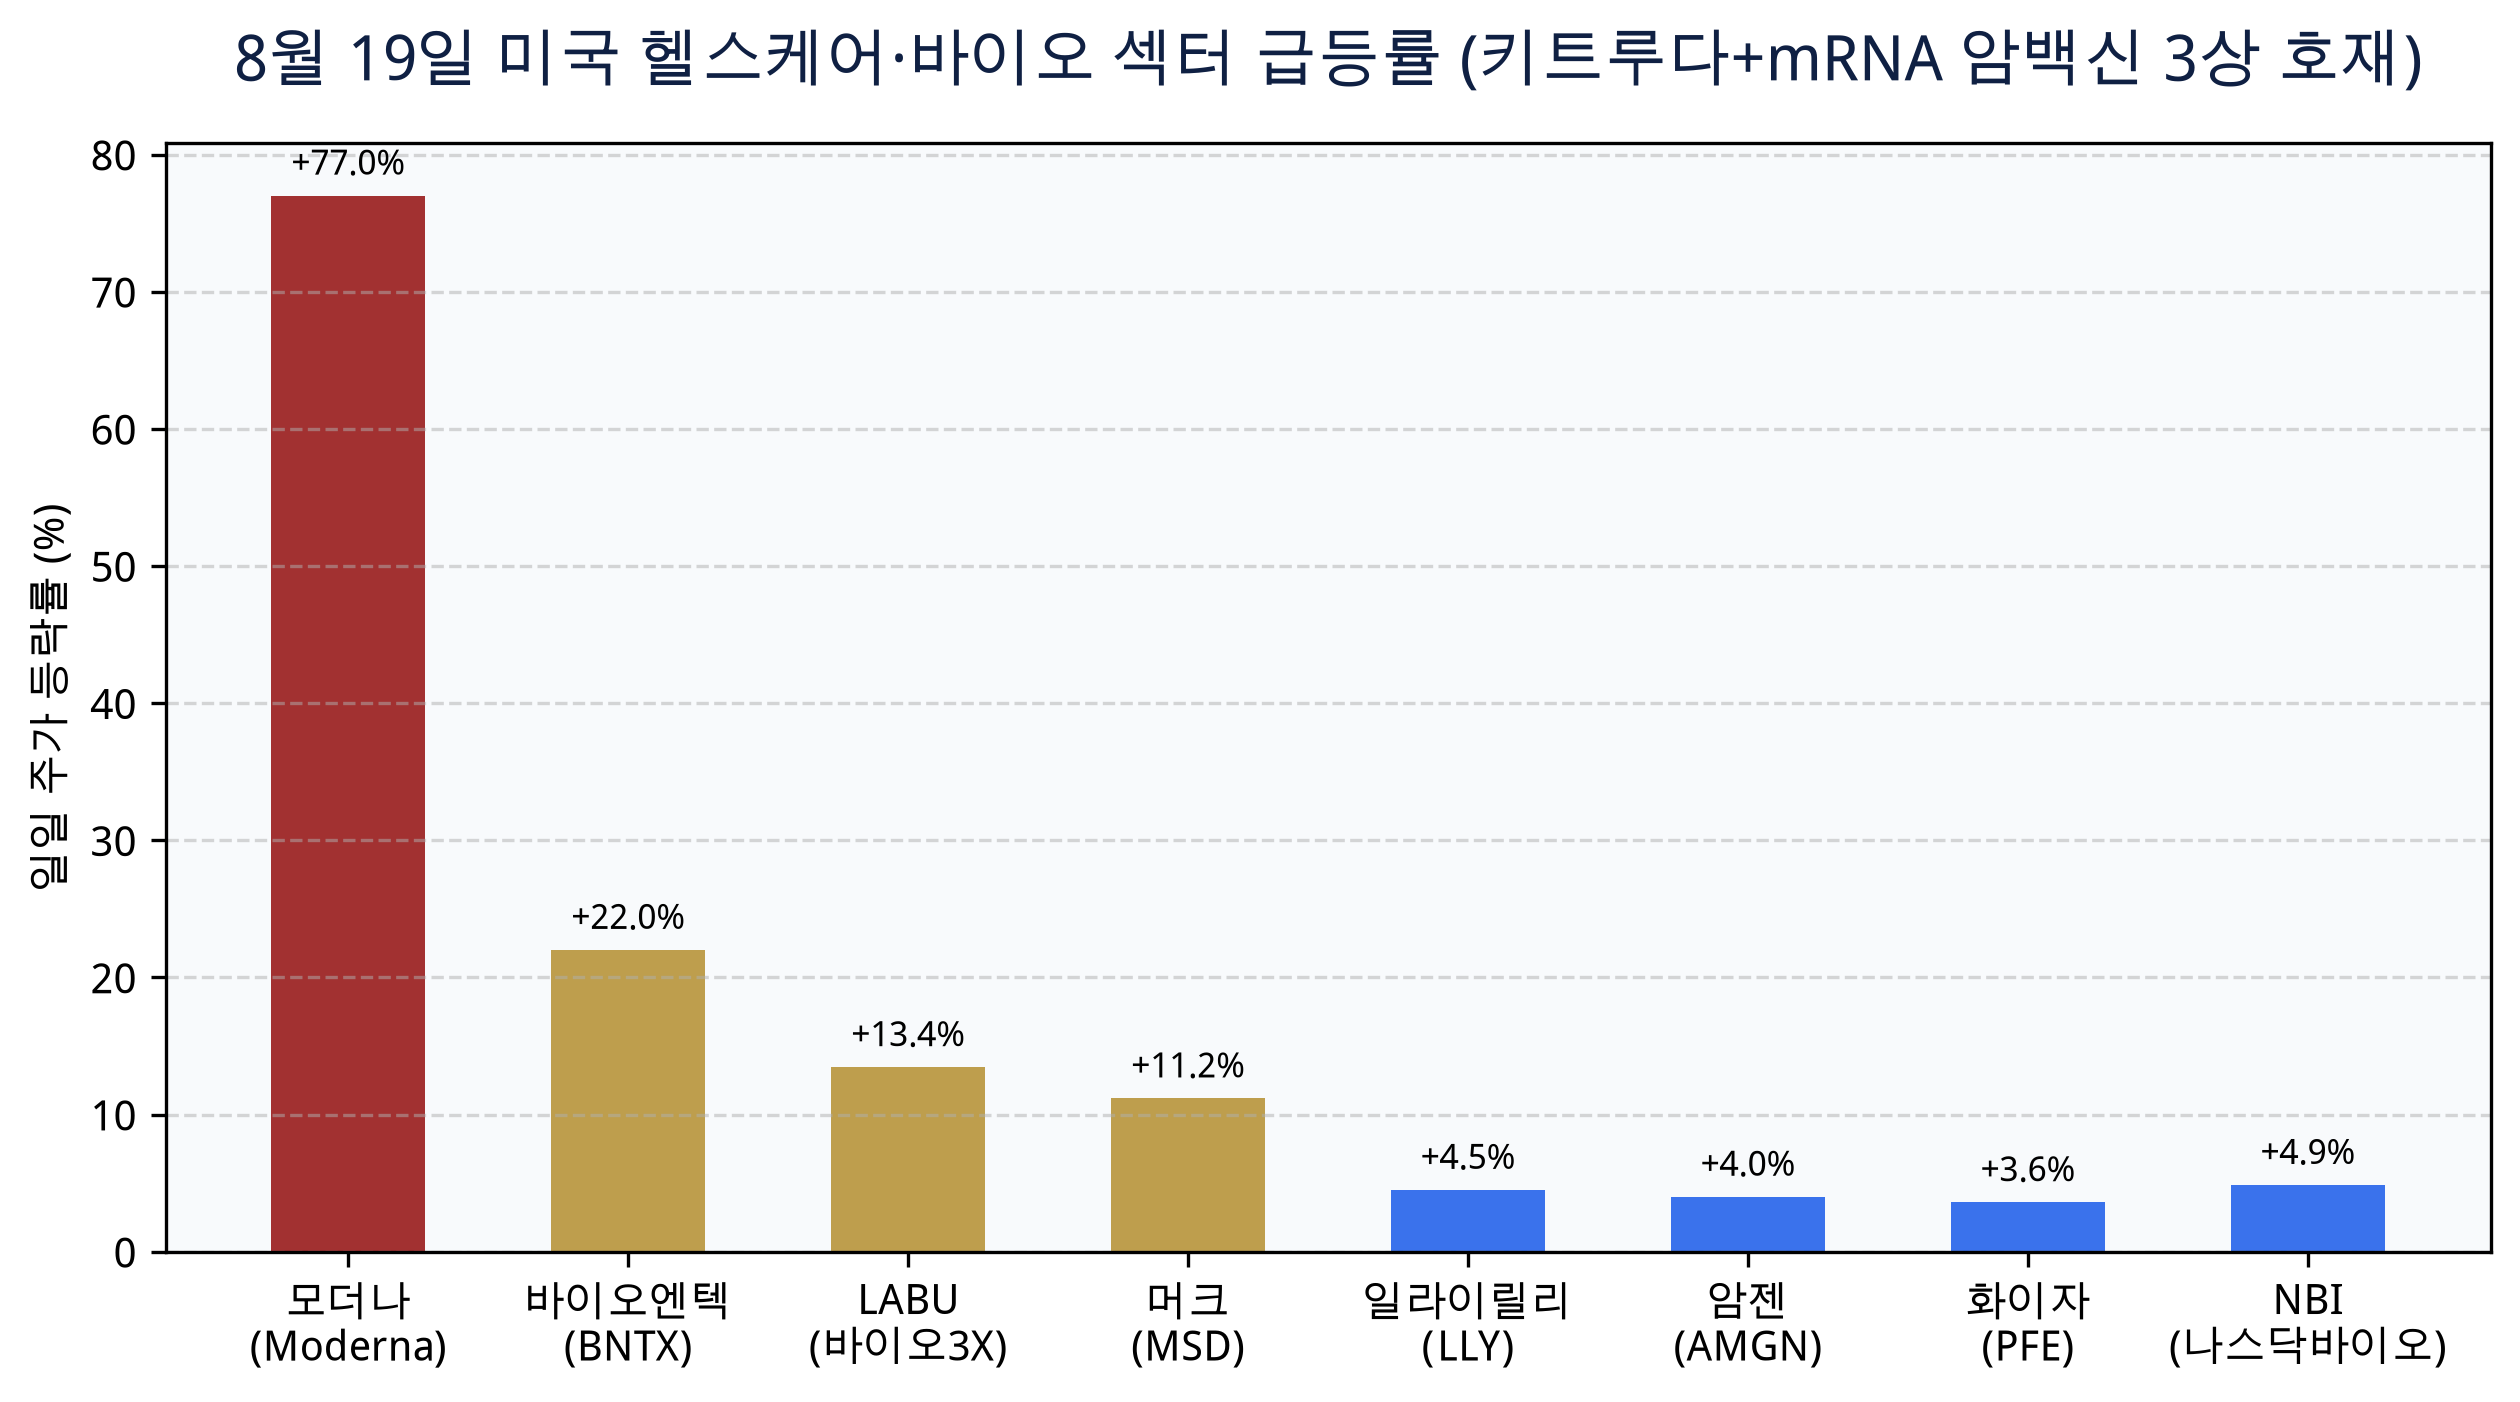 8월 19일 미국 헬스케어·바이오 섹터 급등률 (키트루다+mRNA 암백신 3상 호재)
일일 주가 등락률 (%)
80
70
60
50
40
30
20
10
0
+77.0%
+22.0%
+13.4%
+11.2%
+4.5%
+4.0%
+3.6%
+4.9%
모더나
(Moderna)
바이오엔텍
(BNTX)
LABU
(바이오3X)
머크
(MSD)
일라이릴리
(LLY)
암젠
(AMGN)
화이자
(PFE)
NBI
(나스닥바이오)